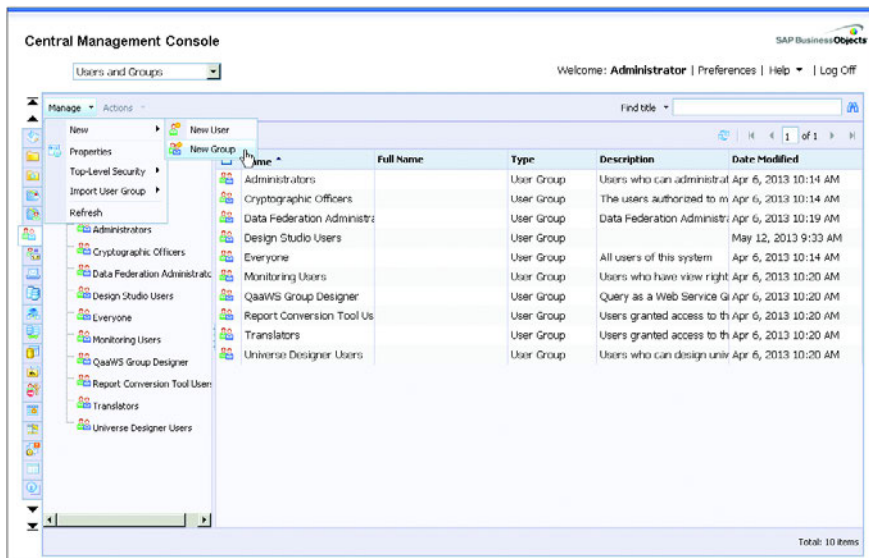 Central Management Console
SAP BusinessObjects
Users and Groups
Welcome: Administrator | Preferences | Help | Log Off
Manage Actions
Find title
New
New User
Properties
New Group
Top-Level Security
Import User Group
Refresh
1 of 1
Name Full Name Type Description Date Modified
Administrators User Group Users who can administrat Apr 6, 2013 10:14 AM
Cryptographic Officers User Group The users authorized to m Apr 6, 2013 10:14 AM
Data Federation Administra User Group Data Federation Administra Apr 6, 2013 10:19 AM
Design Studio Users User Group May 12, 2013 9:33 AM
Everyone User Group All users of this system Apr 6, 2013 10:14 AM
Monitoring Users User Group Users who have view right Apr 6, 2013 10:20 AM
QaaWS Group Designer User Group Query as a Web Service G Apr 6, 2013 10:20 AM
Report Conversion Tool Us User Group Users granted access to th Apr 6, 2013 10:20 AM
Translators User Group Users granted access to th Apr 6, 2013 10:20 AM
Universe Designer Users User Group Users who can design univ Apr 6, 2013 10:20 AM
Administrators
Cryptographic Officers
Data Federation Administratc
Design Studio Users
Everyone
Monitoring Users
QaaWS Group Designer
Report Conversion Tool Users
Translators
Universe Designer Users
Total: 10 items